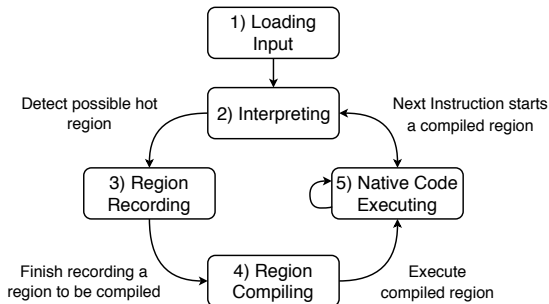 1) Loading
Input
Detect possible hot
region
2) Interpreting
Next Instruction starts
a compiled region
3) Region
Recording
5) Native Code
Executing
Finish recording a
region to be compiled
4) Region
Compiling
Execute
compiled region